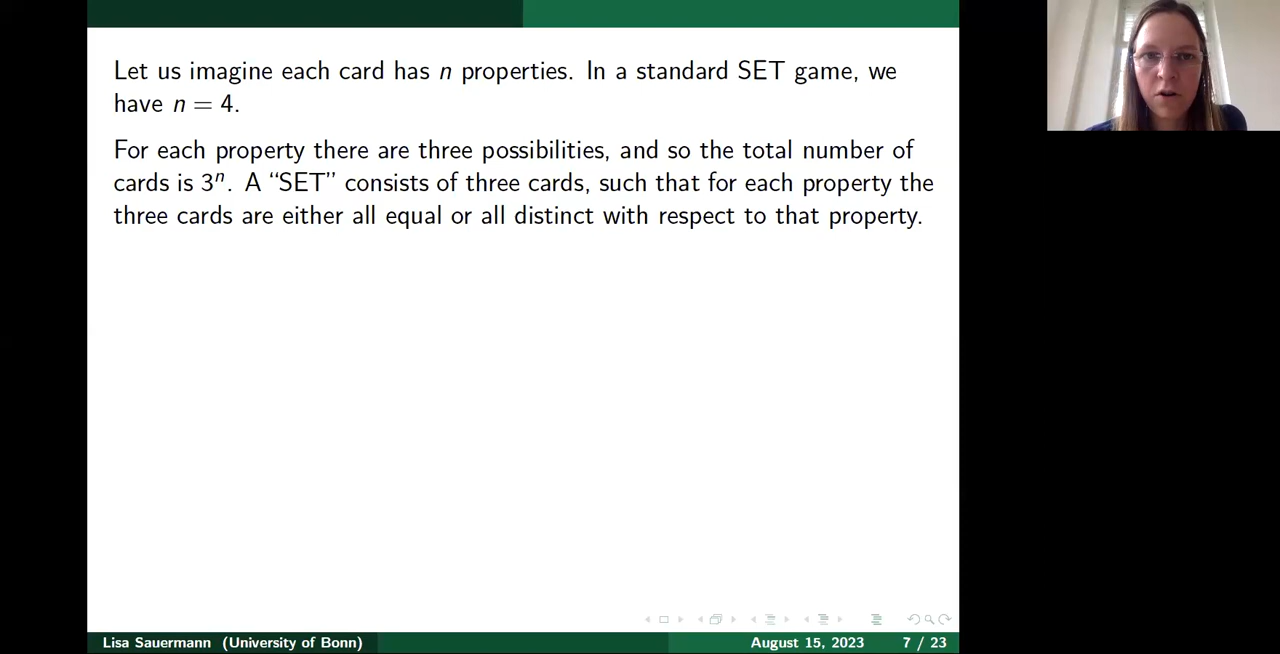 Let us imagine each card has n properties. In a standard SET game, we
have n = 4.
For each property there are three possibilities, and so the total number of
cards is 3ⁿ. A “SET” consists of three cards, such that for each property the
three cards are either all equal or all distinct with respect to that property.
Lisa Sauermann (University of Bonn) August 15, 2023 7 / 23